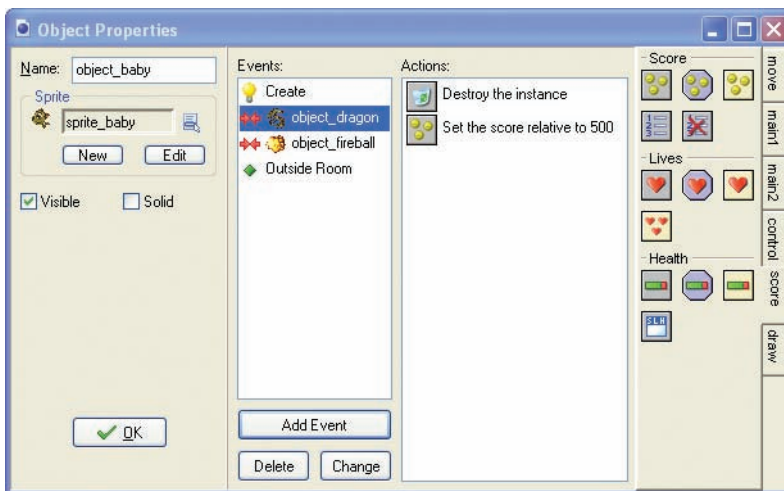 Object Properties
Name: object_baby
Sprite
sprite_baby
New Edit
Visible Solid
OK
Events:
Create
object_dragon
object_fireball
Outside Room
Add Event
Delete Change
Actions:
Destroy the instance
Set the score relative to 500
Score
Lives
Health
move
main1
main2
control
score
draw